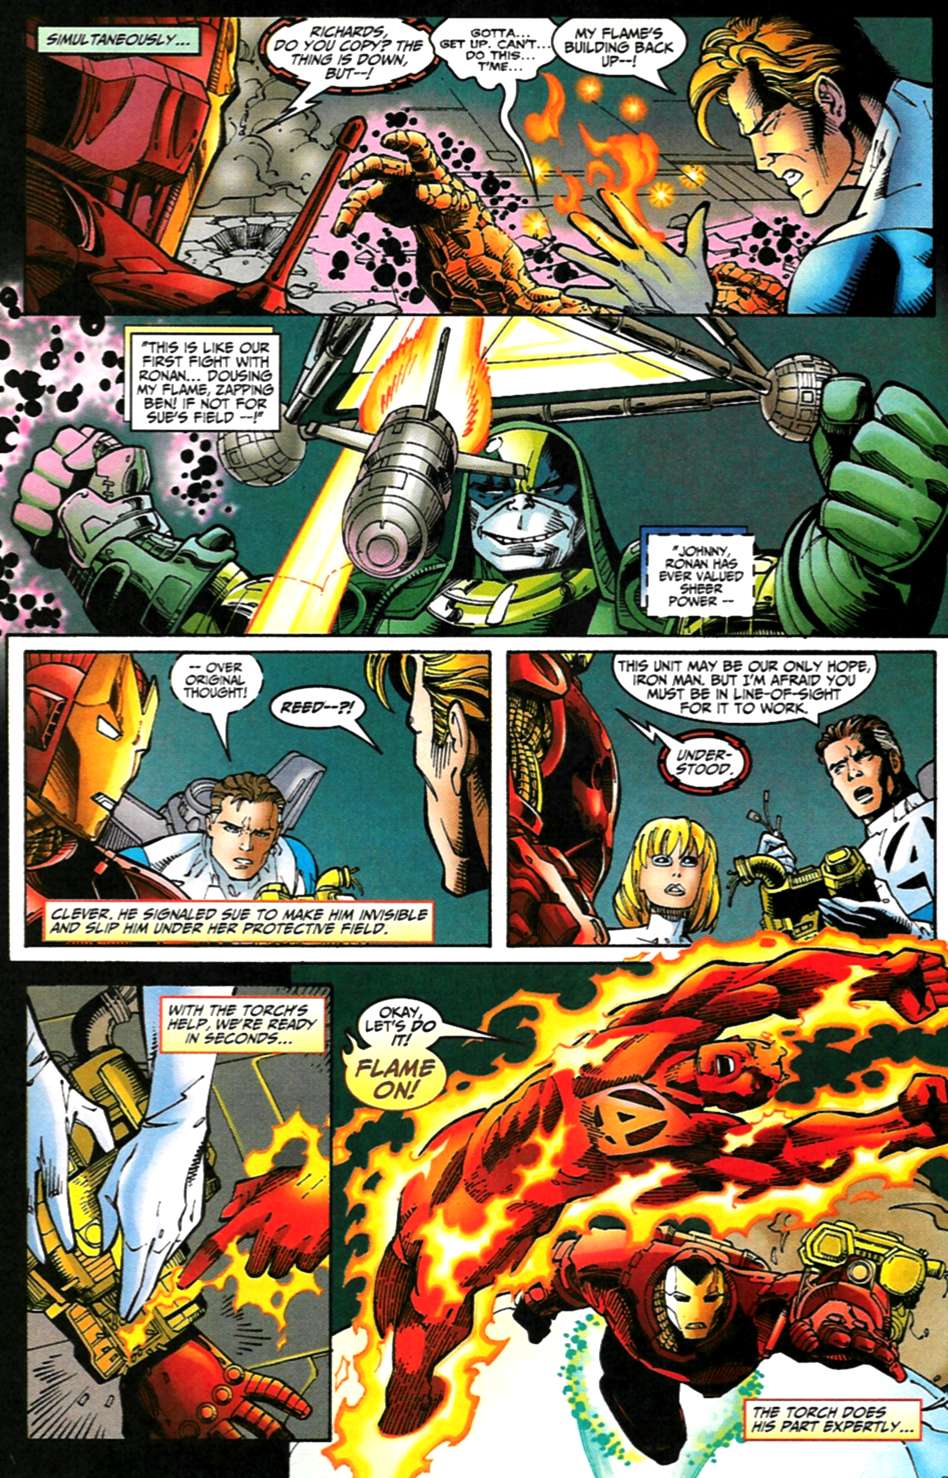 SIMULTANEOUSLY...
RICHARDS,
DO YOU COPY? THE
THING IS DOWN,
BUT--!
GOTTA...
GET UP. CAN'T...
DO THIS...
T'ME...
MY FLAME'S
BUILDING BACK
UP--!
"THIS IS LIKE OUR
FIRST FIGHT WITH
RONAN... DOUSING
MY FLAME, ZAPPING
BEN! IF NOT FOR
SUE'S FIELD --!"
"JOHNNY,
RONAN HAS
EVER VALUED
SHEER
POWER --
-- OVER
ORIGINAL
THOUGHT!
REED--?!
CLEVER. HE SIGNALED SUE TO MAKE HIM INVISIBLE
AND SLIP HIM UNDER HER PROTECTIVE FIELD.
THIS UNIT MAY BE OUR ONLY HOPE,
IRON MAN. BUT I'M AFRAID YOU
MUST BE IN LINE-OF-SIGHT
FOR IT TO WORK.
UNDER-
STOOD.
WITH THE TORCH'S
HELP, WE'RE READY
IN SECONDS...
OKAY,
LET'S DO
IT!
FLAME
ON!
THE TORCH DOES
HIS PART EXPERTLY...